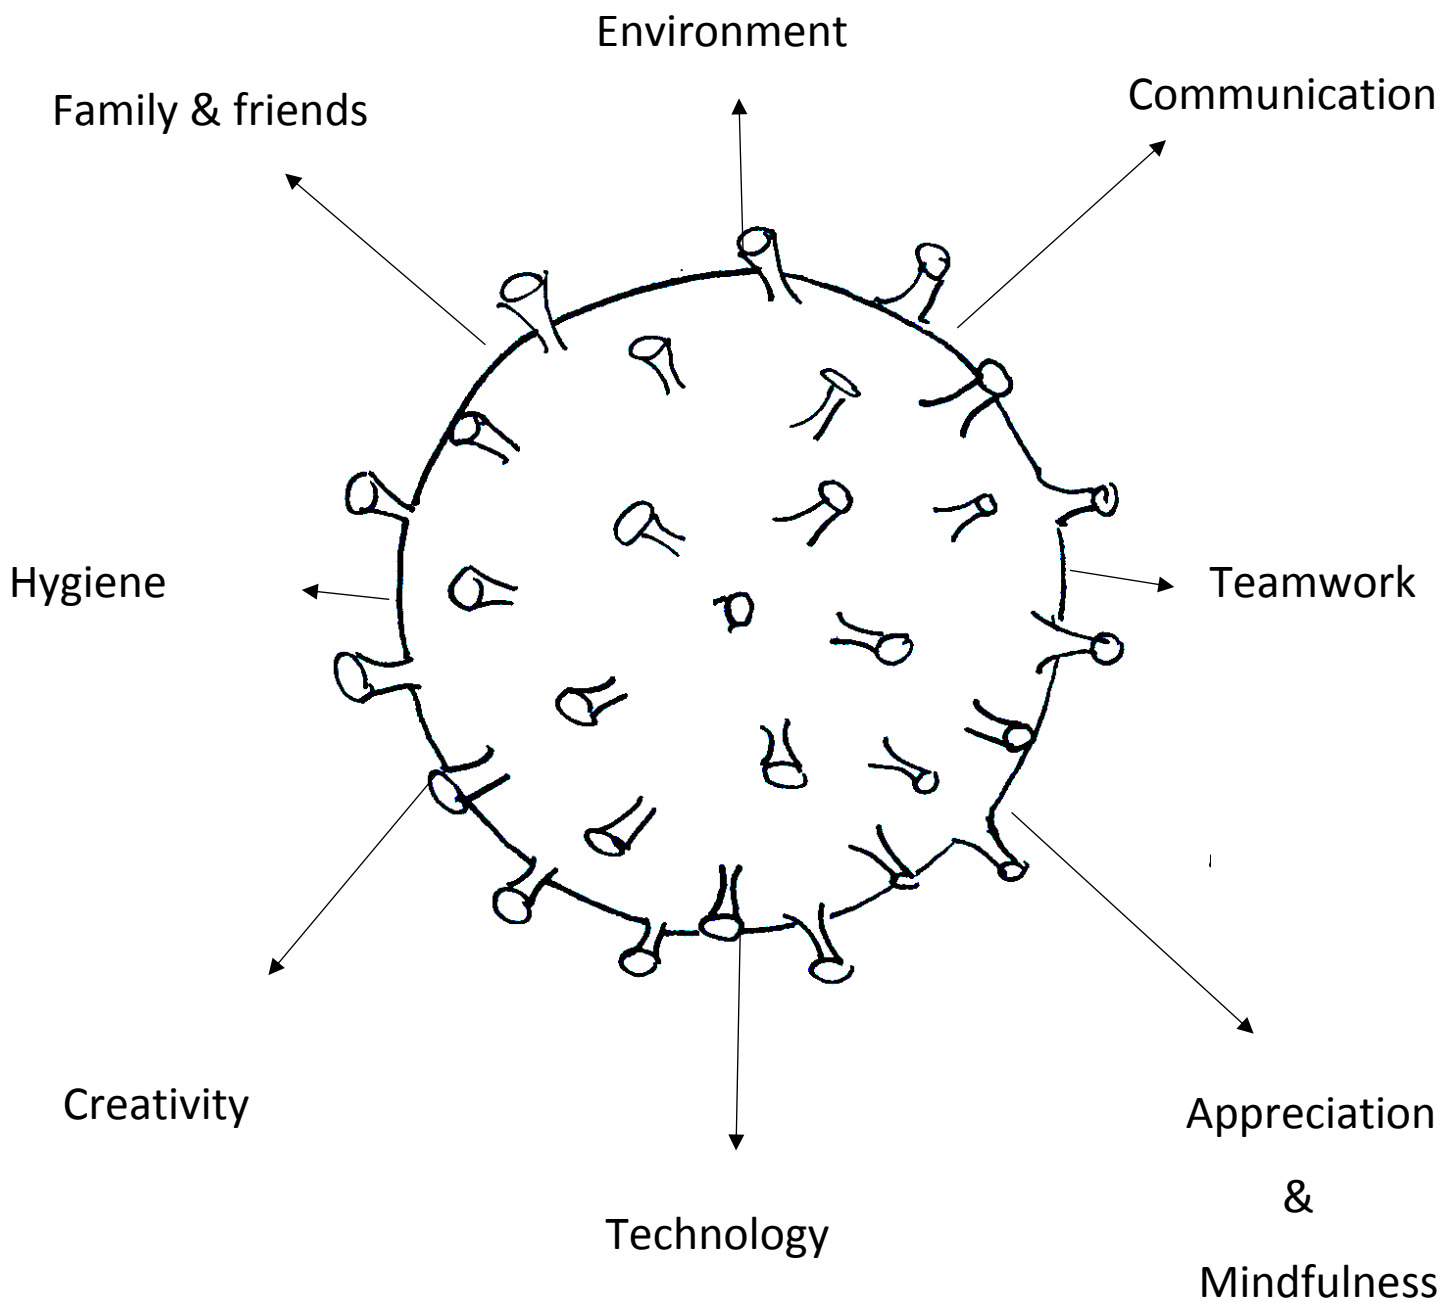 Environment
Family & friends
Communication
Hygiene
Teamwork
Creativity
Appreciation
&
Mindfulness
Technology